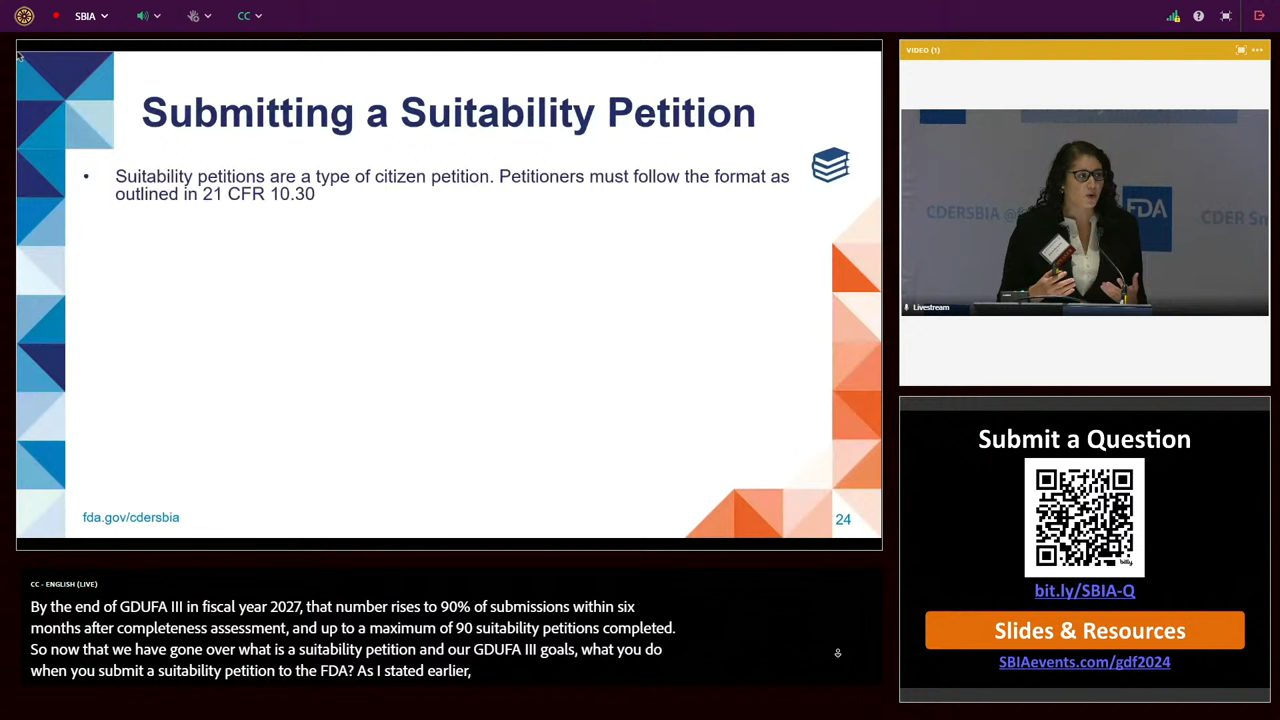 SBIA
CC
Submitting a Suitability Petition
• Suitability petitions are a type of citizen petition. Petitioners must follow the format as
outlined in 21 CFR 10.30
fda.gov/cdersbia
24
CC - ENGLISH (LIVE)
By the end of GDUFA III in fiscal year 2027, that number rises to 90% of submissions within six
months after completeness assessment, and up to a maximum of 90 suitability petitions completed.
So now that we have gone over what is a suitability petition and our GDUFA III goals, what you do
when you submit a suitability petition to the FDA? As I stated earlier,
VIDEO (1)
FDA
Livestream
Submit a Question
bitly
bit.ly/SBIA-Q
Slides & Resources
SBIAevents.com/gdf2024